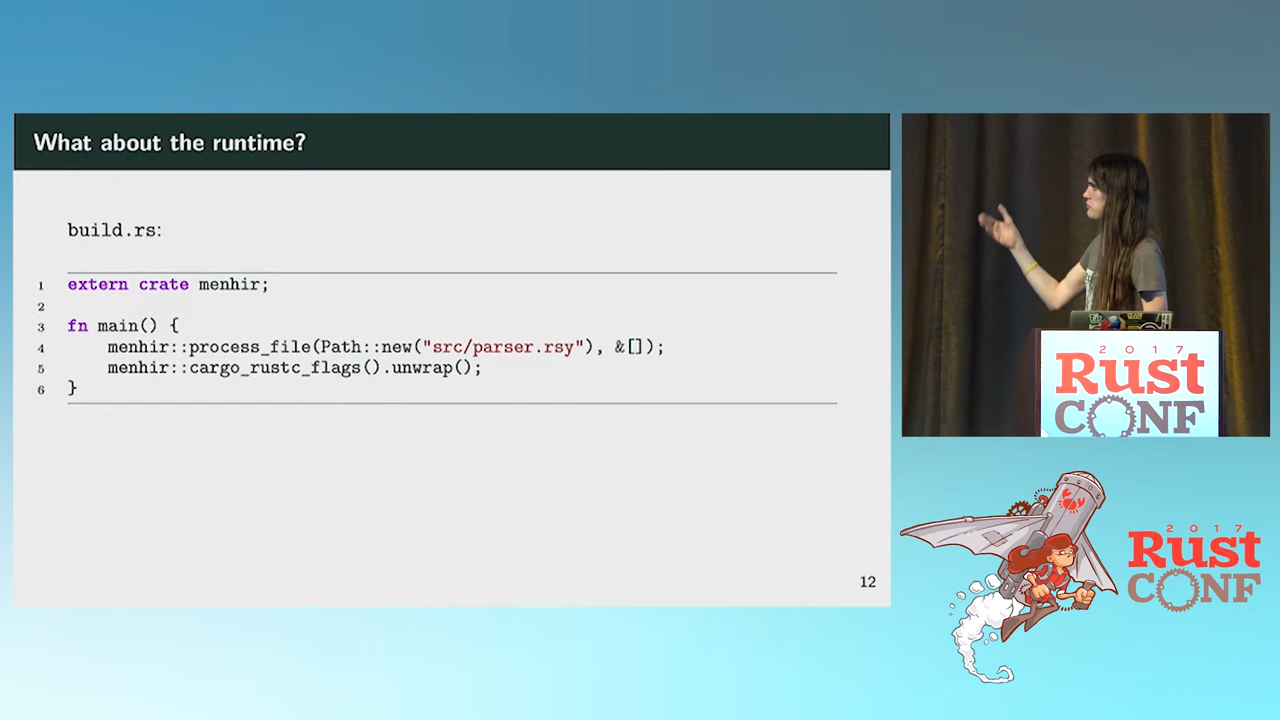 What about the runtime?
build.rs:
1 extern crate menhir;
2
3 fn main() {
4 menhir::process_file(Path::new("src/parser.rsy"), &[]);
5 menhir::cargo_rustc_flags().unwrap();
6 }
12
2017
Rust
CONF
2017
Rust
CONF